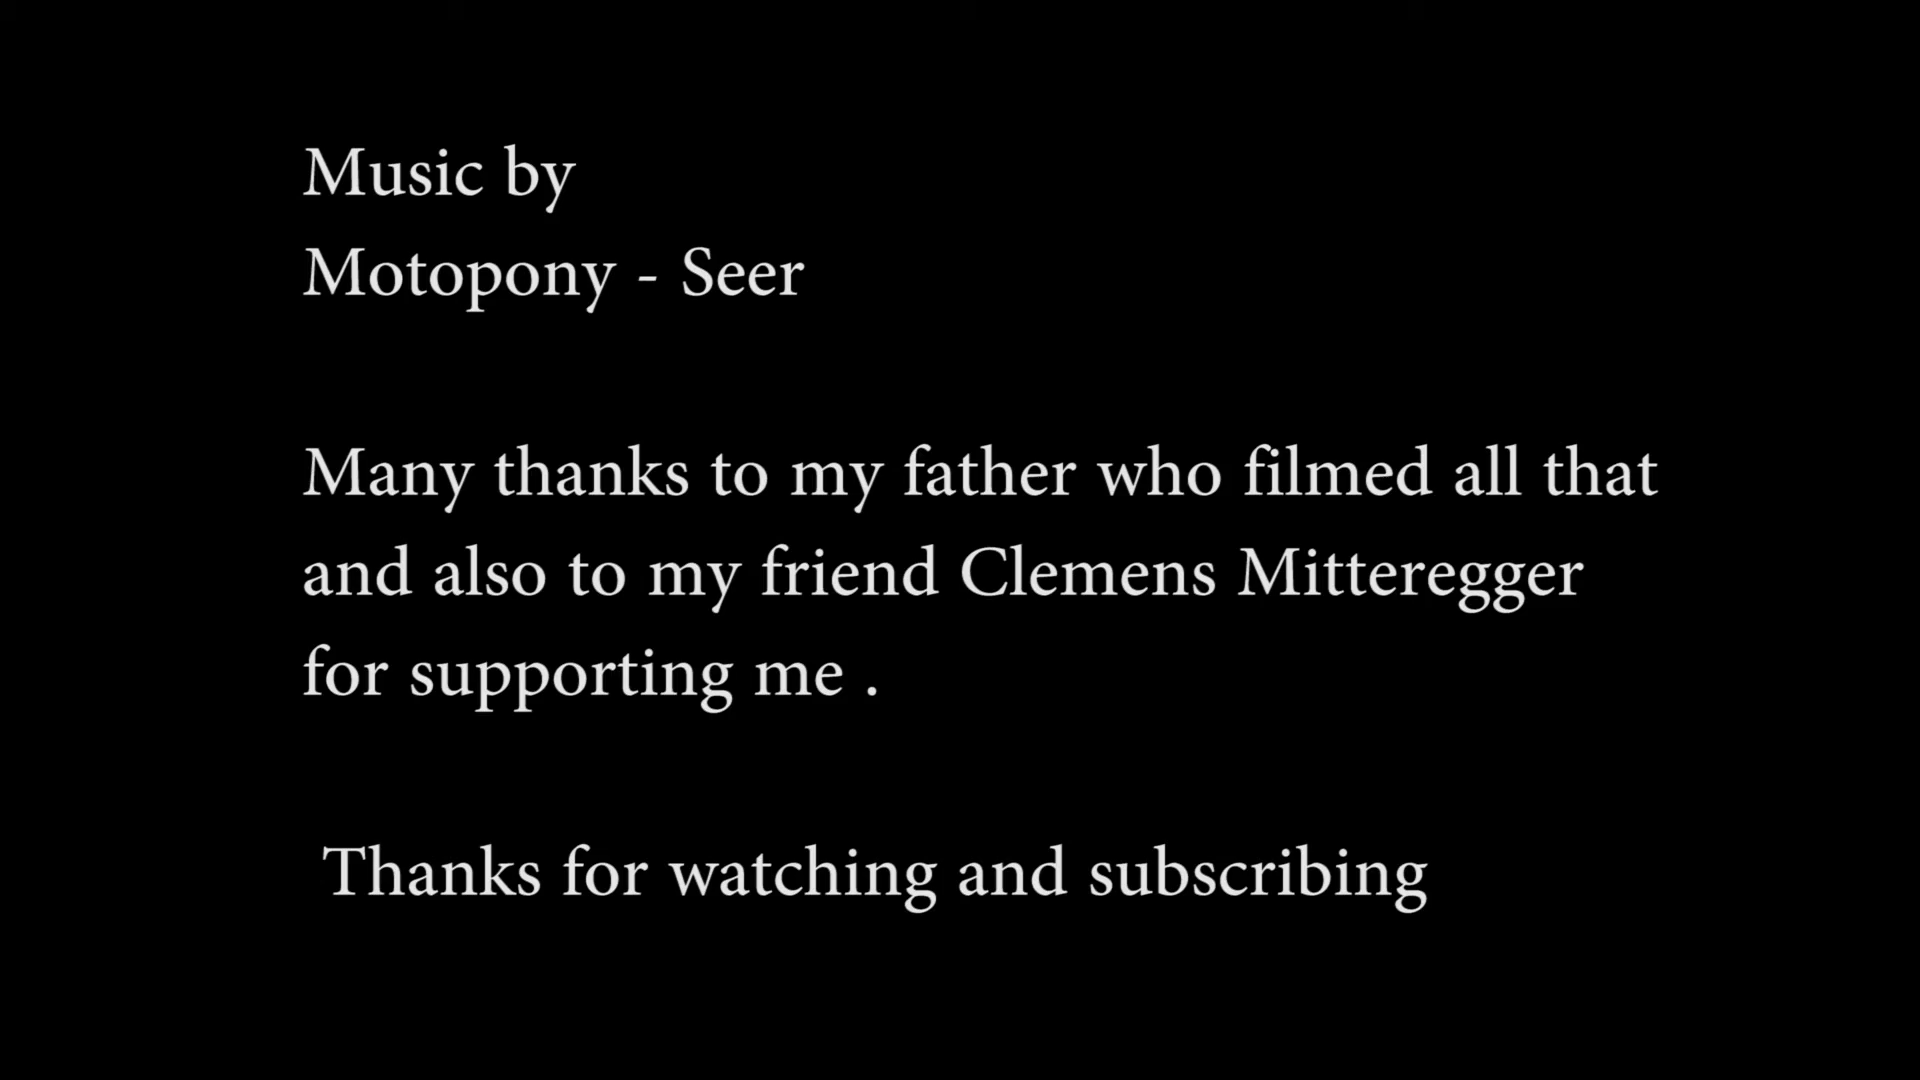 Music by
Motopony - Seer
Many thanks to my father who filmed all that
and also to my friend Clemens Mitteregger
for supporting me .
Thanks for watching and subscribing